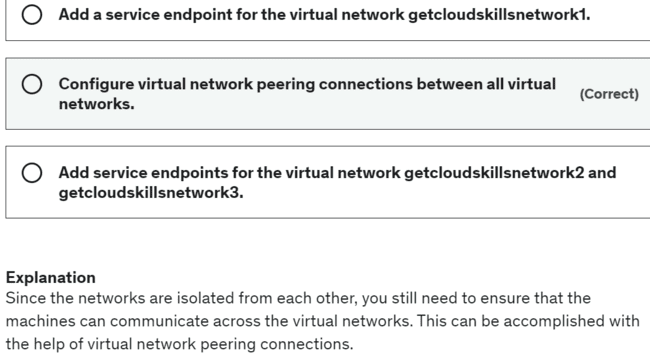 Add a service endpoint for the virtual network getcloudskillsnetwork1.
Configure virtual network peering connections between all virtual
networks.
(Correct)
Add service endpoints for the virtual network getcloudskillsnetwork2 and
getcloudskillsnetwork3.
Explanation
Since the networks are isolated from each other, you still need to ensure that the
machines can communicate across the virtual networks. This can be accomplished with
the help of virtual network peering connections.